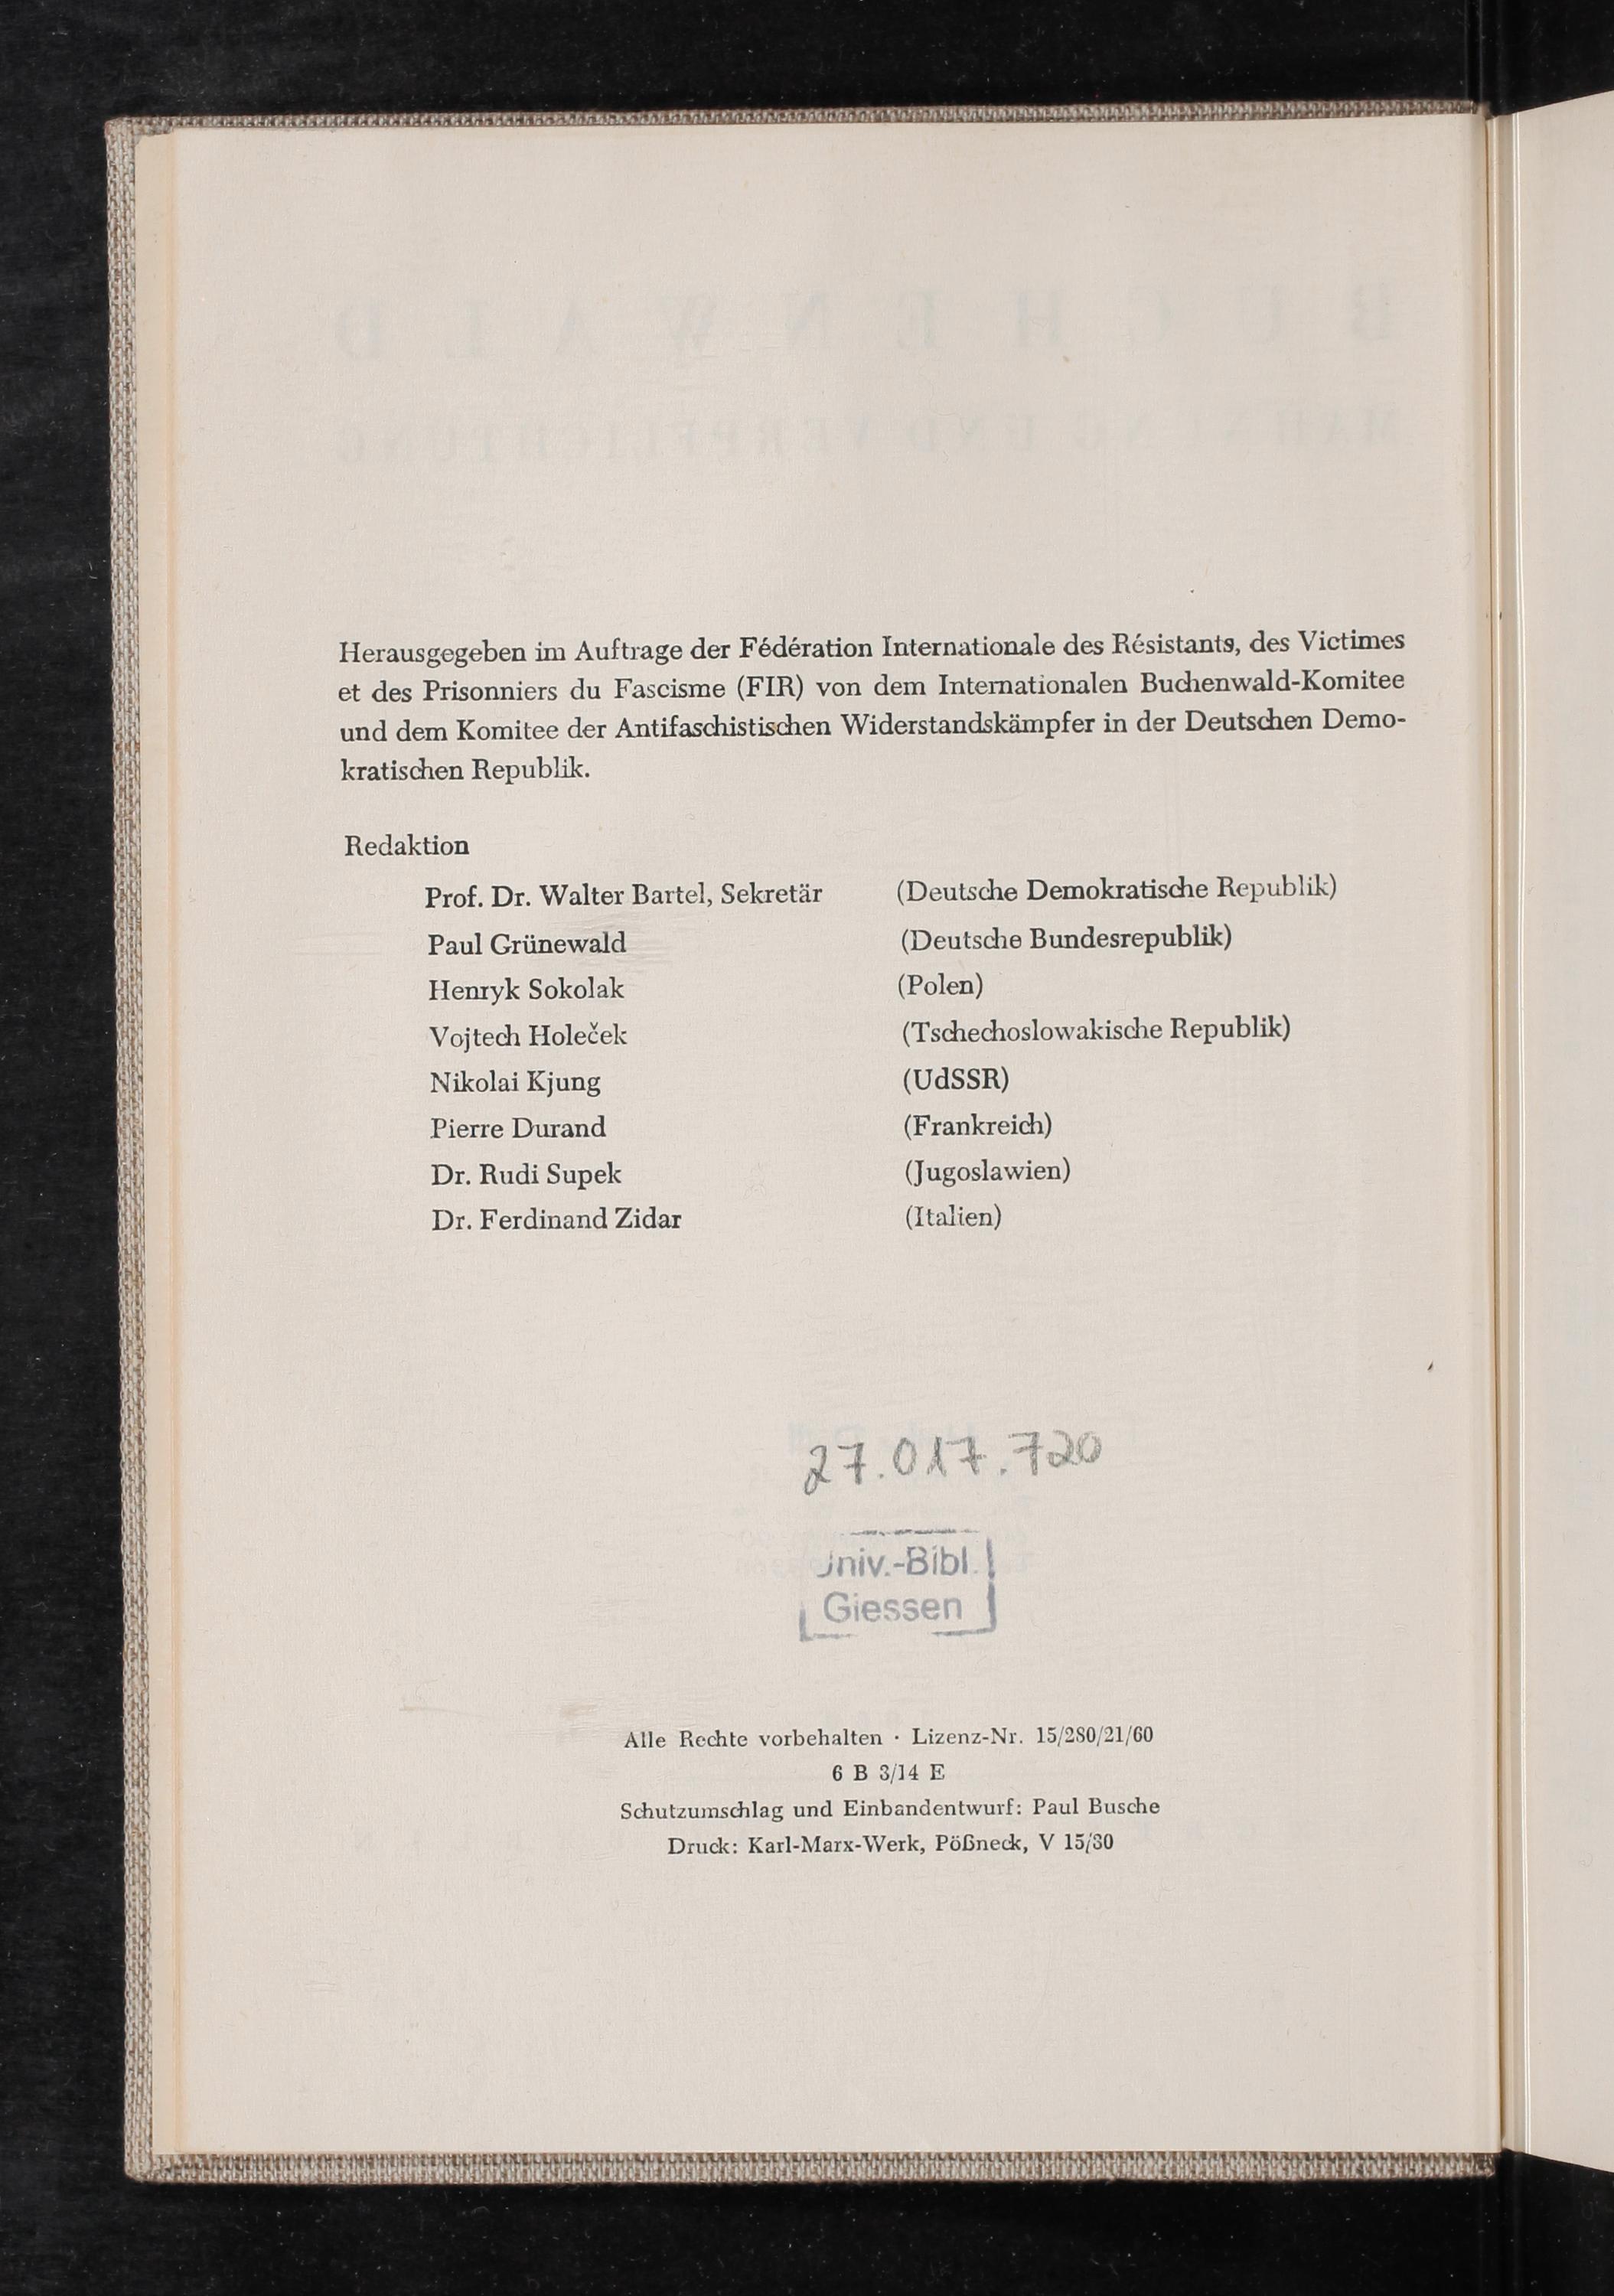 Herausgegeben im Auftrage der Fédération Internationale des Résistants, des Victimes
et des Prisonniers du Fascisme (FIR) von dem Internationalen Buchenwald-Komitee
und dem Komitee der Antifaschistischen Widerstandskämpfer in der Deutschen Demo-
kratischen Republik.
Redaktion
Prof. Dr. Walter Bartel, Sekretär (Deutsche Demokratische Republik)
Paul Grünewald (Deutsche Bundesrepublik)
Henryk Sokolak (Polen)
Vojtech Holeček (Tschechoslowakische Republik)
Nikolai Kjung (UdSSR)
Pierre Durand (Frankreich)
Dr. Rudi Supek (Jugoslawien)
Dr. Ferdinand Zidar (Italien)
27.017.720
Univ.-Bibl.
Giessen
Alle Rechte vorbehalten · Lizenz-Nr. 15/280/21/60
6 B 3/14 E
Schutzumschlag und Einbandentwurf: Paul Busche
Druck: Karl-Marx-Werk, Pößneck, V 15/30